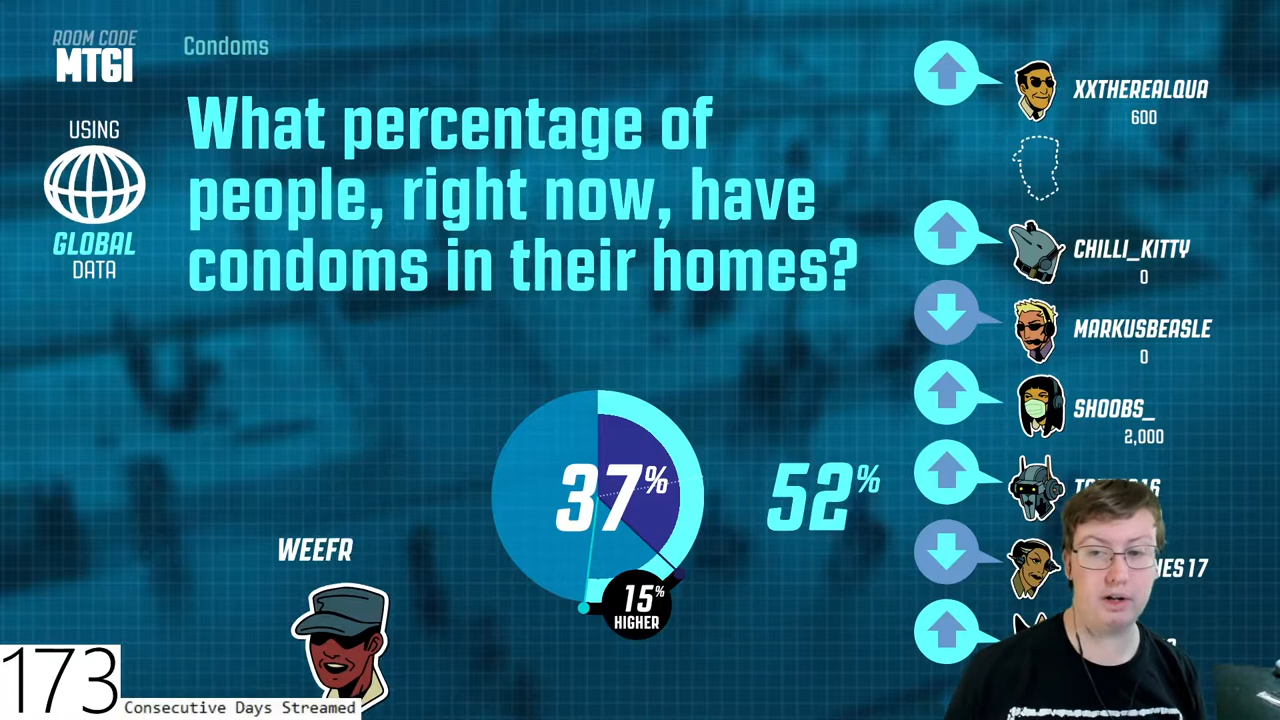 ROOM CODE
MTGI
USING
GLOBAL
DATA
Condoms
What percentage of
people, right now, have
condoms in their homes?
37%
52%
15%
HIGHER
WEEFR
XXTHEREALQUA
600
CHILLI_KITTY
0
MARKUSBEASLE
0
SHOOBS_
2,000
173
Consecutive Days Streamed